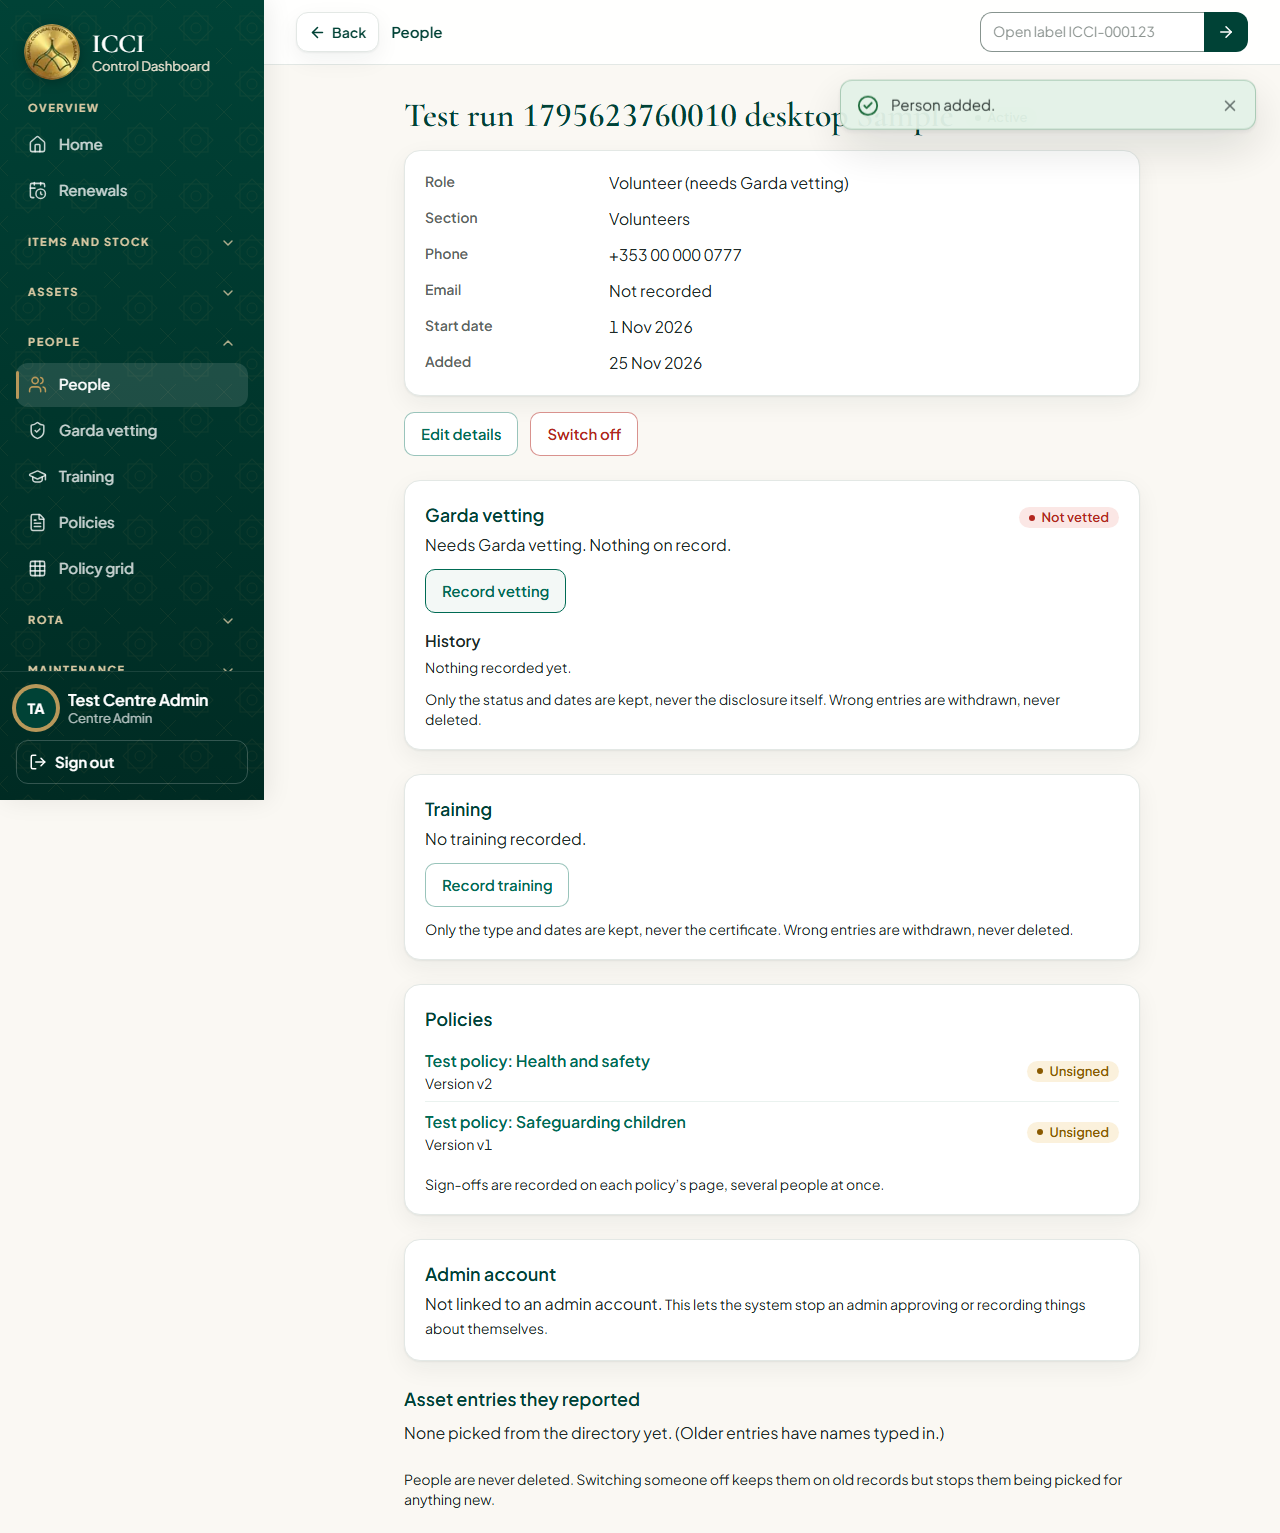 ICCI
Control Dashboard
OVERVIEW
Home
Renewals
ITEMS AND STOCK
ASSETS
PEOPLE
People
Garda vetting
Training
Policies
Policy grid
ROTA
MAINTENANCE
TA
Test Centre Admin
Centre Admin
Sign out
Back
People
Open label ICCI-000123
Person added.
Test run 1795623760010 desktop Sample
Active
Role
Volunteer (needs Garda vetting)
Section
Volunteers
Phone
+353 00 000 0777
Email
Not recorded
Start date
1 Nov 2026
Added
25 Nov 2026
Edit details
Switch off
Garda vetting
Not vetted
Needs Garda vetting. Nothing on record.
Record vetting
History
Nothing recorded yet.
Only the status and dates are kept, never the disclosure itself. Wrong entries are withdrawn, never
deleted.
Training
No training recorded.
Record training
Only the type and dates are kept, never the certificate. Wrong entries are withdrawn, never deleted.
Policies
Test policy: Health and safety
Version v2
Unsigned
Test policy: Safeguarding children
Version v1
Unsigned
Sign-offs are recorded on each policy's page, several people at once.
Admin account
Not linked to an admin account. This lets the system stop an admin approving or recording things
about themselves.
Asset entries they reported
None picked from the directory yet. (Older entries have names typed in.)
People are never deleted. Switching someone off keeps them on old records but stops them being picked for
anything new.